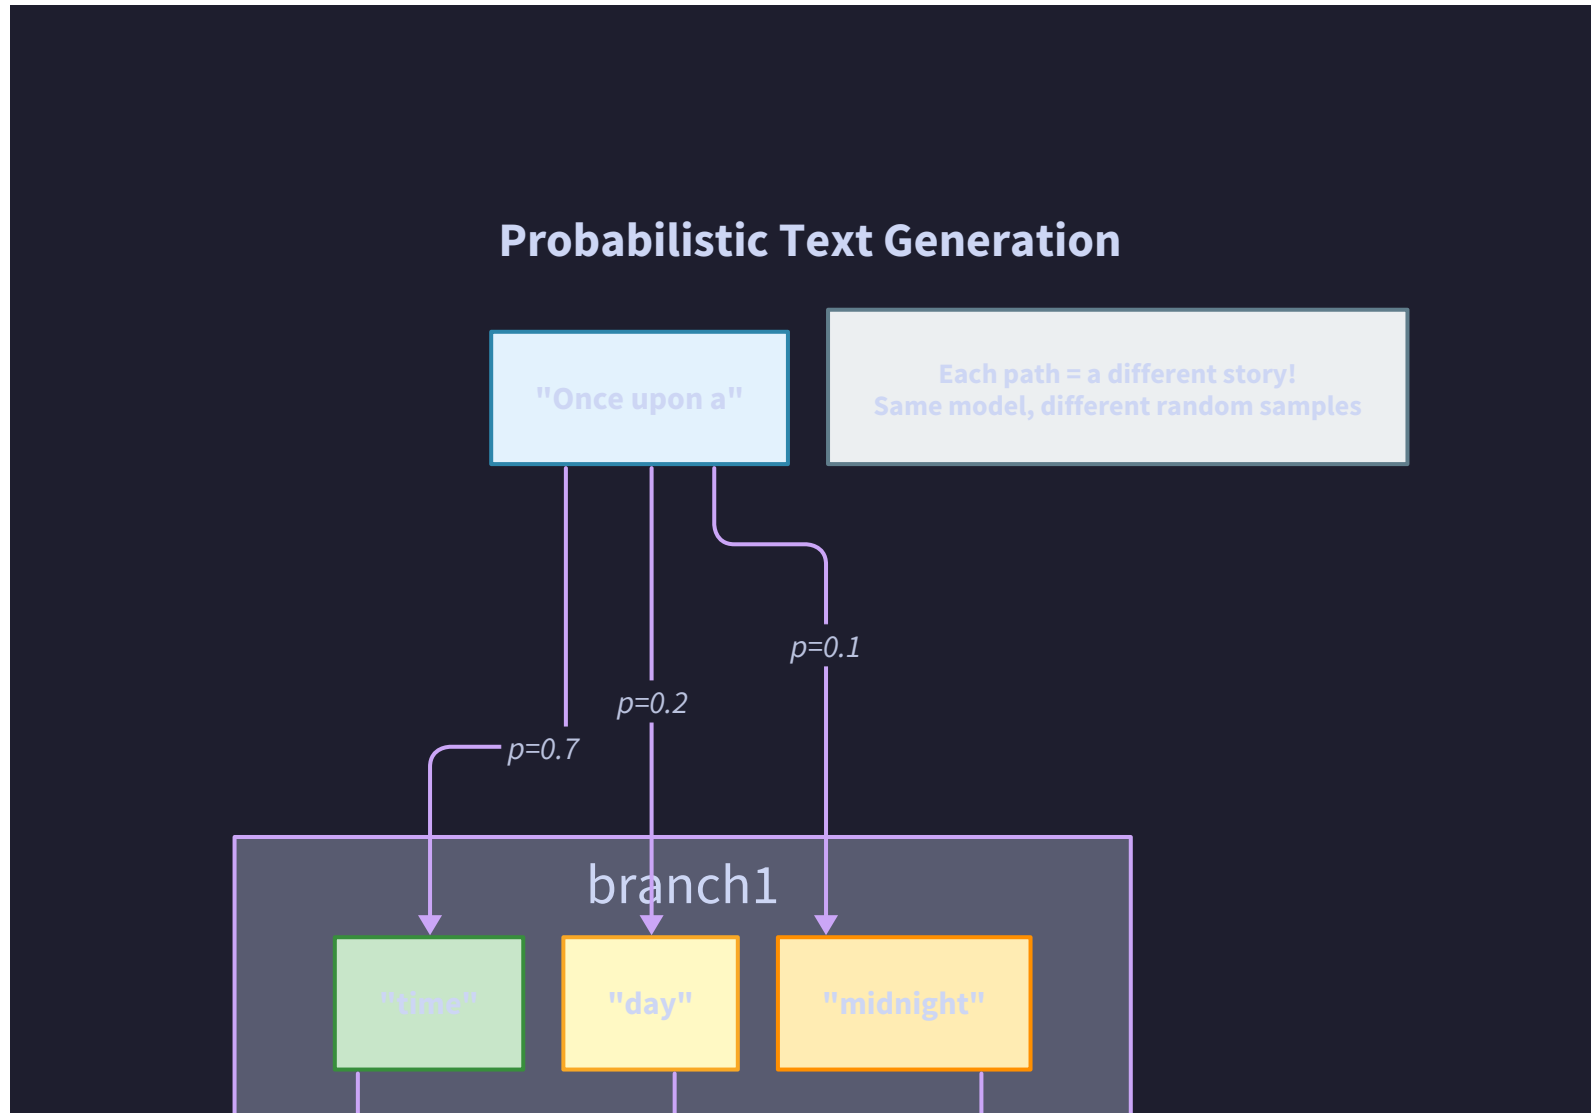 Probabilistic Text Generation
"Once upon a"
Each path = a different story!
Same model, different random samples
p=0.1
p=0.2
p=0.7
branch1
"time"
"day"
"midnight"